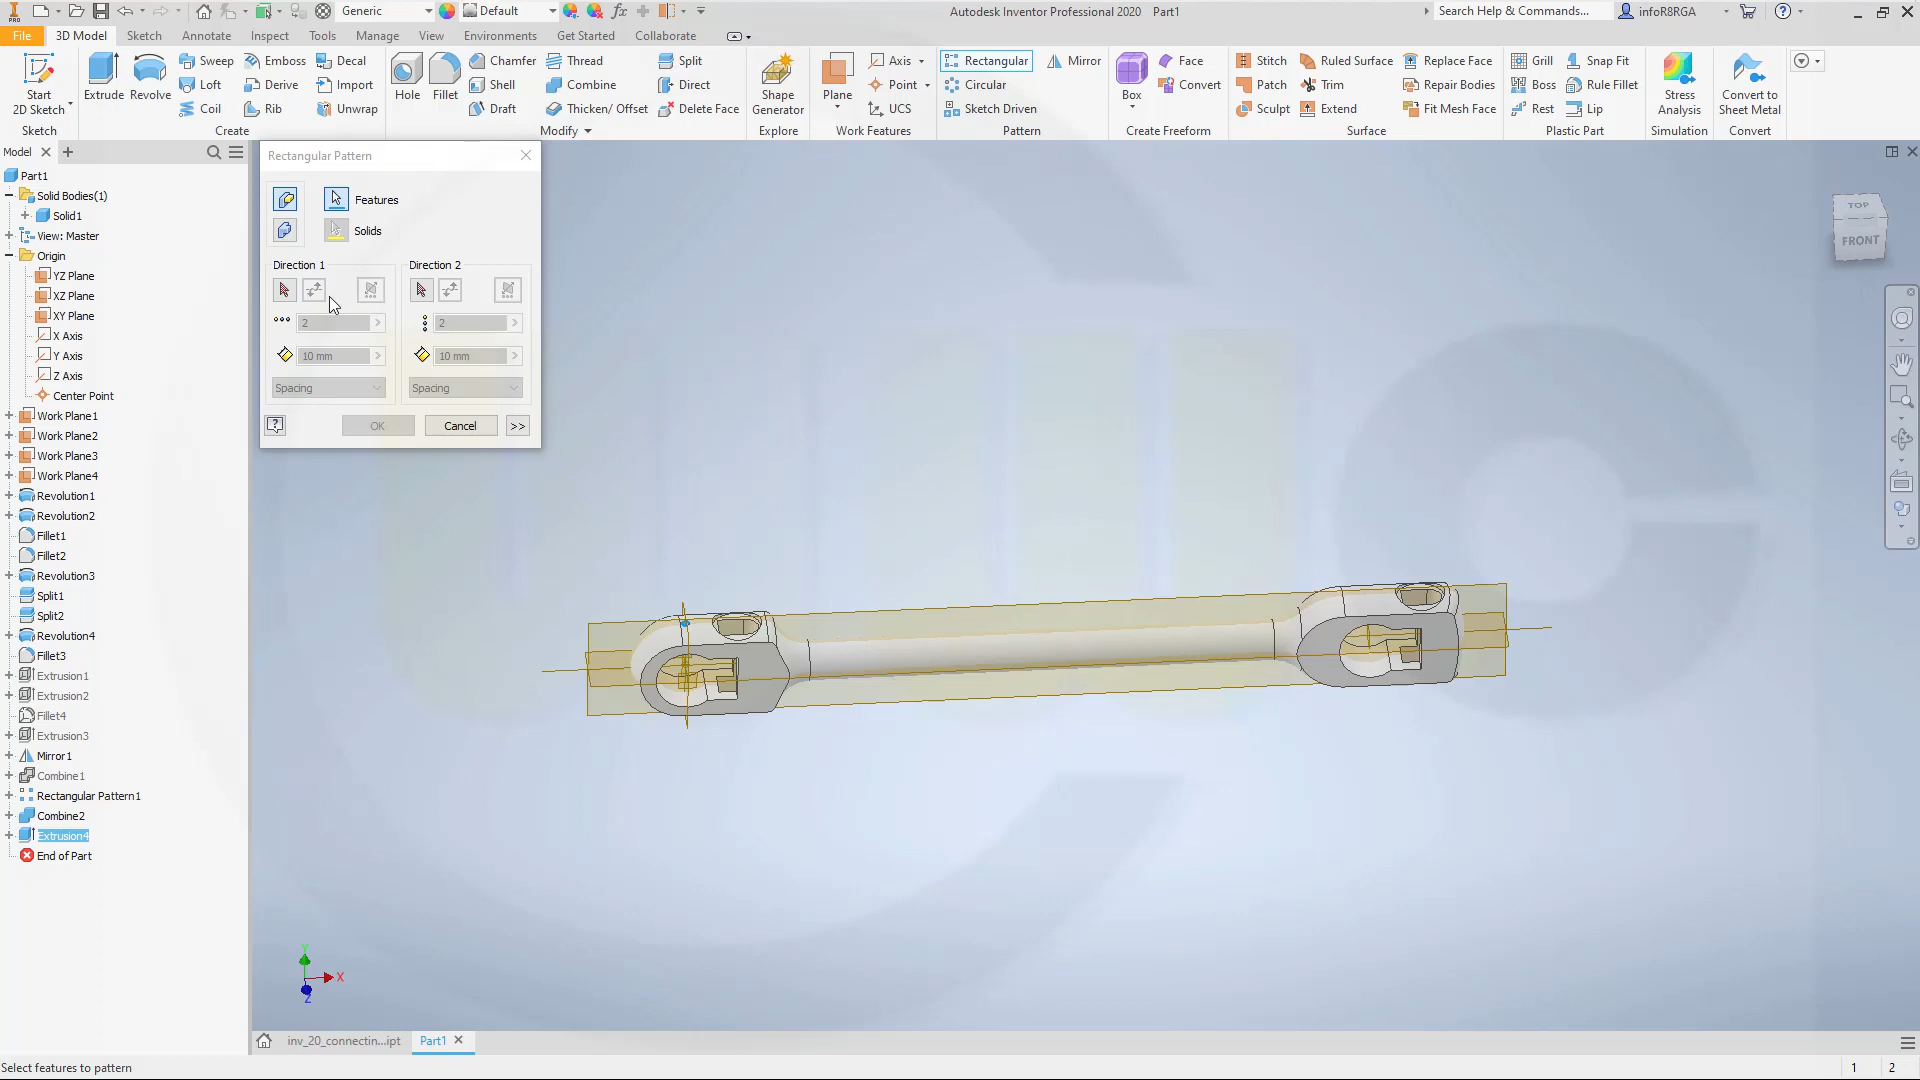 PRO
Generic
Default
fx
Autodesk Inventor Professional 2020 Part1
Search Help & Commands...
infoR8RGA
File
3D Model
Sketch
Annotate
Inspect
Tools
Manage
View
Environments
Get Started
Collaborate
Start
2D Sketch
Sketch
Extrude
Revolve
Sweep
Loft
Coil
Emboss
Derive
Rib
Decal
Import
Unwrap
Create
Hole
Fillet
Chamfer
Shell
Draft
Thread
Combine
Thicken/ Offset
Split
Direct
Delete Face
Modify
Shape
Generator
Explore
Plane
Axis
Point
UCS
Work Features
Rectangular
Circular
Sketch Driven
Mirror
Pattern
Box
Face
Convert
Create Freeform
Stitch
Patch
Sculpt
Ruled Surface
Trim
Extend
Replace Face
Repair Bodies
Fit Mesh Face
Surface
Grill
Boss
Rest
Snap Fit
Rule Fillet
Lip
Plastic Part
Stress
Analysis
Simulation
Convert to
Sheet Metal
Convert
Model
Part1
Solid Bodies(1)
Solid1
View: Master
Origin
YZ Plane
XZ Plane
XY Plane
X Axis
Y Axis
Z Axis
Center Point
Work Plane1
Work Plane2
Work Plane3
Work Plane4
Revolution1
Revolution2
Fillet1
Fillet2
Revolution3
Split1
Split2
Revolution4
Fillet3
Extrusion1
Extrusion2
Fillet4
Extrusion3
Mirror1
Combine1
Rectangular Pattern1
Combine2
Extrusion4
End of Part
Rectangular Pattern
Features
Solids
Direction 1
Direction 2
2
2
10 mm
10 mm
Spacing
Spacing
OK
Cancel
>>
TOP
FRONT
Y
X
Z
inv_20_connectin...ipt
Part1
Select features to pattern
1
2